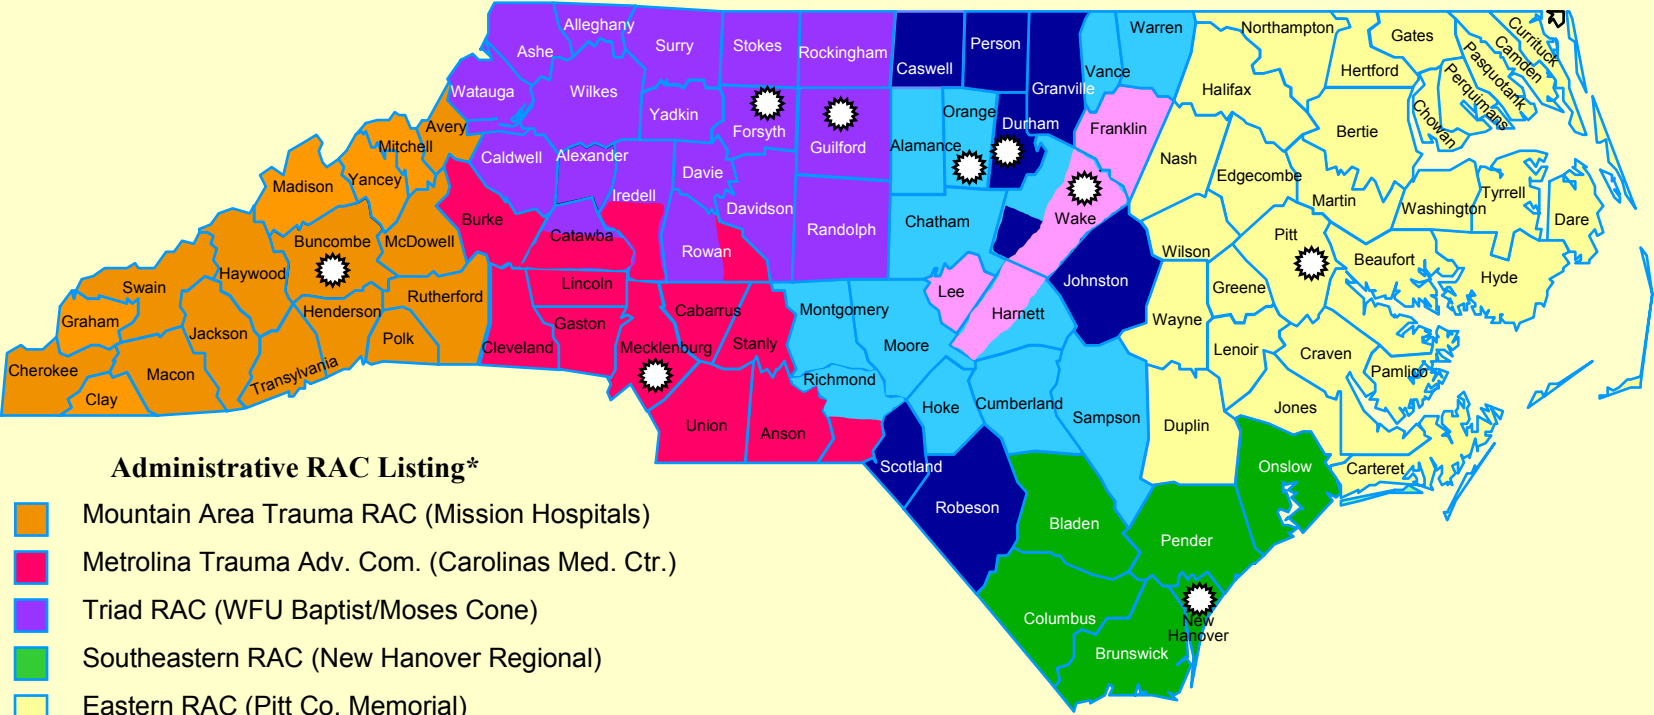 Alleghany
Northampton
Currituck
Warren
Gates
Camden
Ashe
Surry
Stokes
Rockingham
Person
Pasquotank
Caswell
Vance
Hertford
Perquimans
Watauga
Wilkes
Granville
Halifax
Chowan
Yadkin
Orange
Avery
Forsyth
Durham
Franklin
Bertie
Mitchell
Guilford
Alamance
Caldwell
Alexander
Nash
Madison
Yancey
Davie
Edgecombe
Iredell
Martin
Washington
Tyrrell
Burke
Davidson
Chatham
Wake
Dare
Buncombe
McDowell
Catawba
Rowan
Randolph
Pitt
Wilson
Beaufort
Haywood
Swain
Lincoln
Lee
Johnston
Greene
Hyde
Rutherford
Graham
Henderson
Gaston
Cabarrus
Montgomery
Harnett
Wayne
Jackson
Polk
Cleveland
Mecklenburg
Stanly
Moore
Lenoir
Craven
Cherokee
Macon
Transylvania
Richmond
Pamlico
Clay
Hoke
Cumberland
Sampson
Jones
Union
Anson
Duplin
Scotland
Onslow
Carteret
Robeson
Bladen
Pender
Columbus
New
Hanover
Brunswick
Administrative RAC Listing*
Mountain Area Trauma RAC (Mission Hospitals)
Metrolina Trauma Adv. Com. (Carolinas Med. Ctr.)
Triad RAC (WFU Baptist/Moses Cone)
Southeastern RAC (New Hanover Regional)
Eastern RAC (Pitt Co. Memorial)